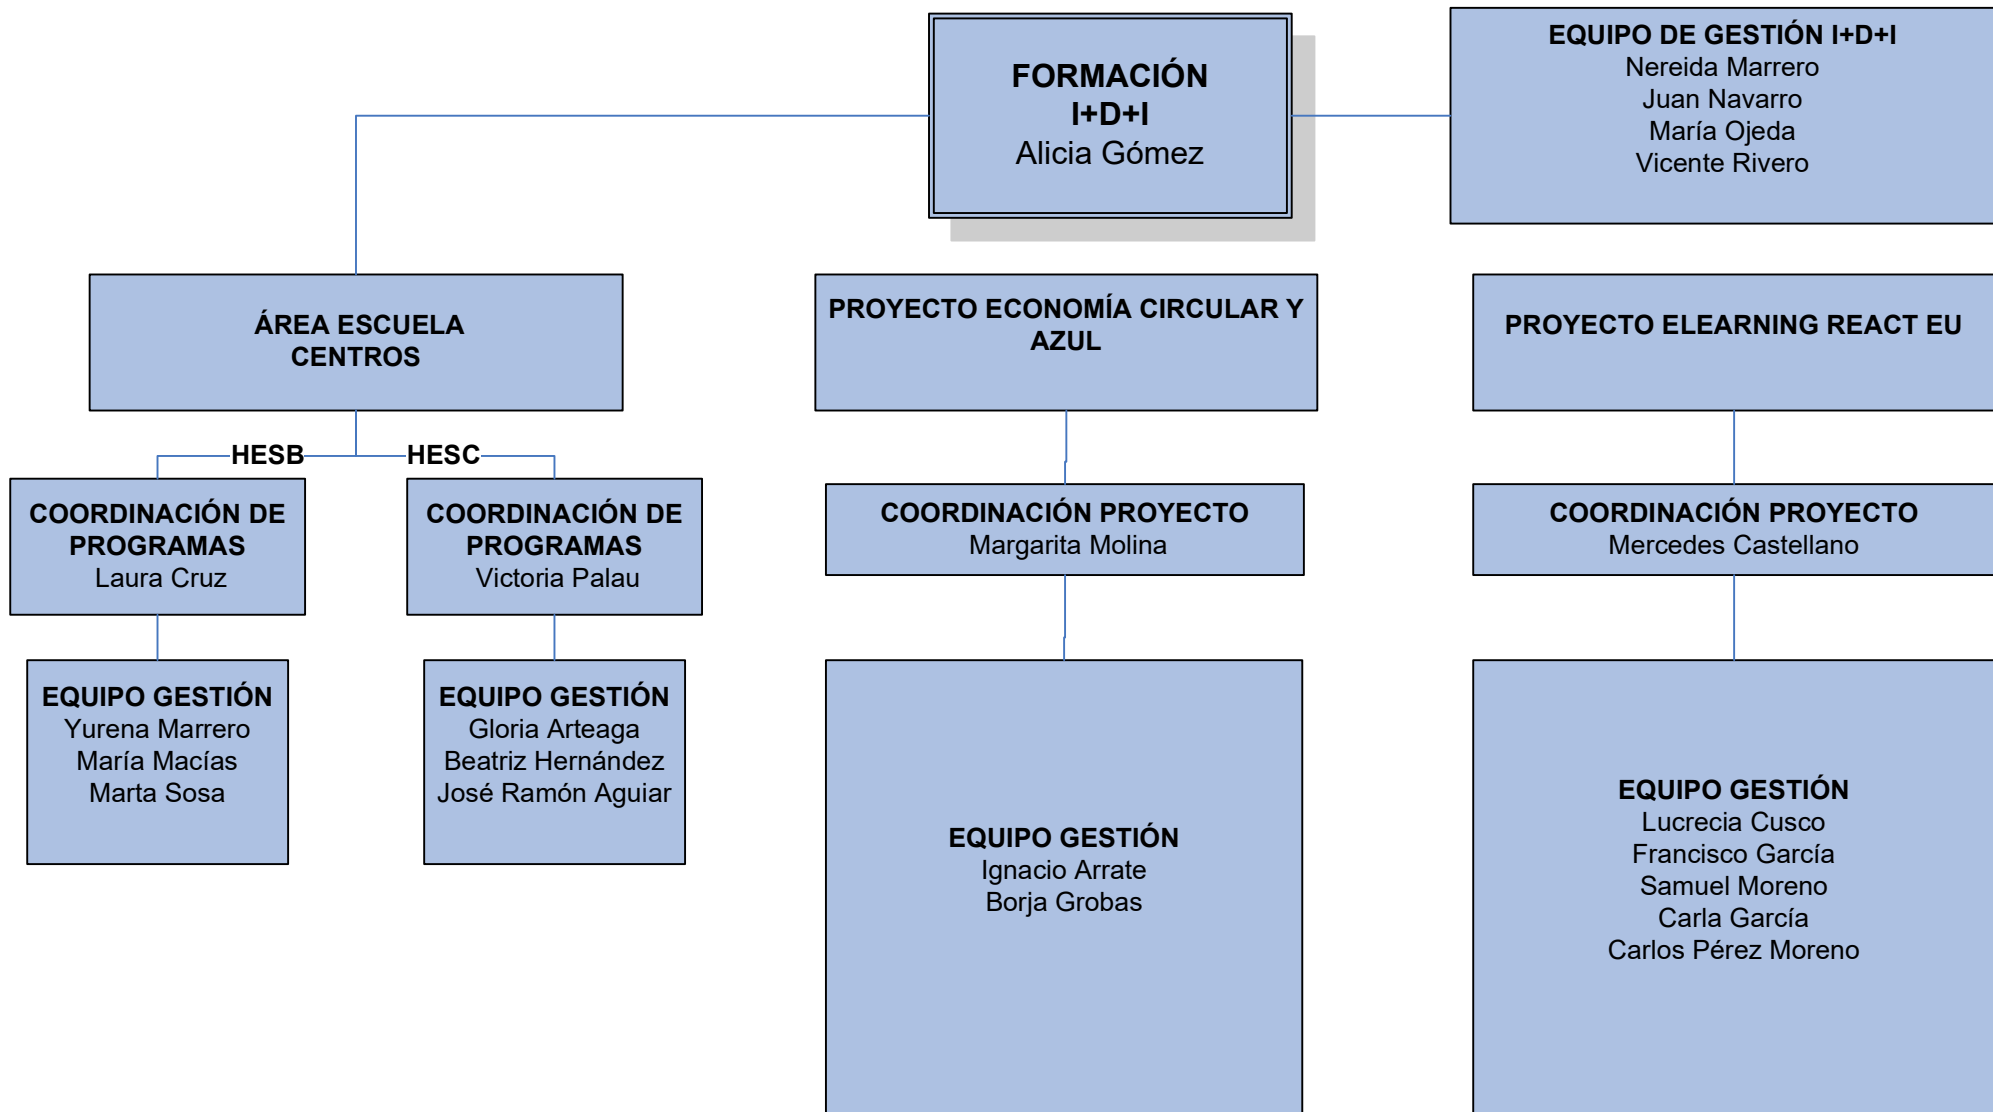 FORMACIÓN
I+D+I
Alicia Gómez
EQUIPO DE GESTIÓN I+D+I
Nereida Marrero
Juan Navarro
María Ojeda
Vicente Rivero
ÁREA ESCUELA
CENTROS
PROYECTO ECONOMÍA CIRCULAR Y
AZUL
PROYECTO ELEARNING REACT EU
HESB
HESC
COORDINACIÓN DE
PROGRAMAS
Laura Cruz
COORDINACIÓN DE
PROGRAMAS
Victoria Palau
COORDINACIÓN PROYECTO
Margarita Molina
COORDINACIÓN PROYECTO
Mercedes Castellano
EQUIPO GESTIÓN
Yurena Marrero
María Macías
Marta Sosa
EQUIPO GESTIÓN
Gloria Arteaga
Beatriz Hernández
José Ramón Aguiar
EQUIPO GESTIÓN
Ignacio Arrate
Borja Grobas
EQUIPO GESTIÓN
Lucrecia Cusco
Francisco García
Samuel Moreno
Carla García
Carlos Pérez Moreno